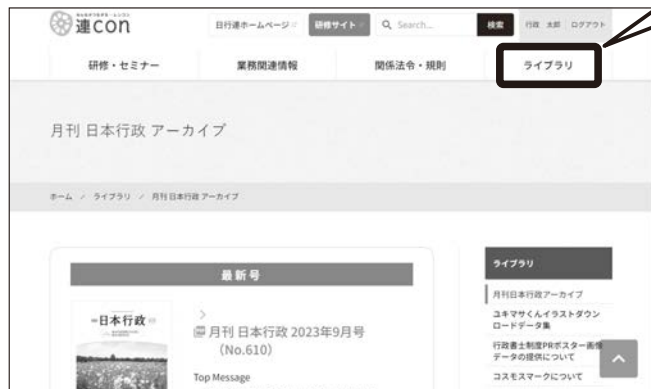 連con
日行連ホームページ
研修サイト
Search...
検索
行政 太郎 ログアウト
研修・セミナー
業務関連情報
関係法令・規則
ライブラリ
月刊 日本行政 アーカイブ
ホーム / ライブラリ / 月刊日本行政 アーカイブ
最新号
日本行政
月刊 日本行政 2023年9月号
(No.610)
Top Message
ライブラリ
月刊日本行政アーカイブ
ユキマサくんイラストダウン
ロードデータ集
行政書士制度PRポスター画像
データの提供について
コスモスマークについて